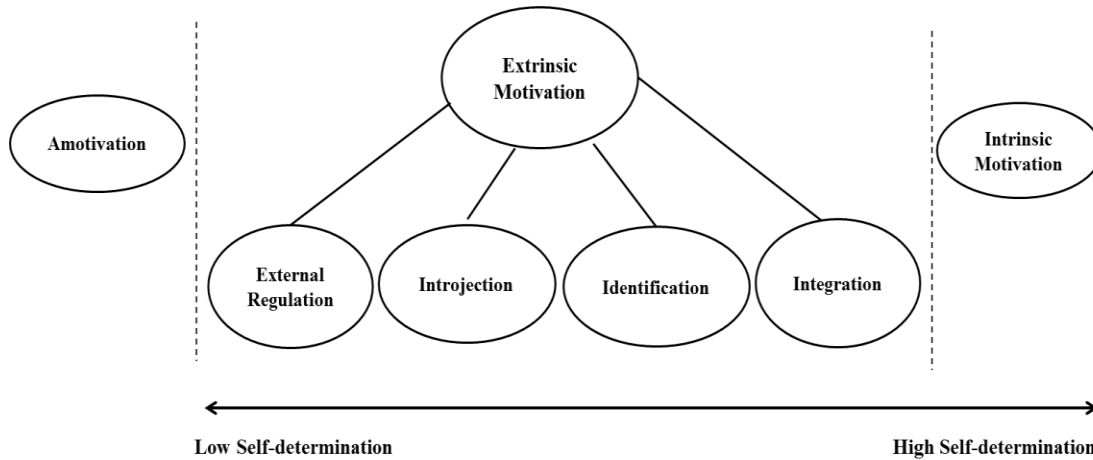 Extrinsic
Motivation
Amotivation
Intrinsic
Motivation
External
Regulation
Introjection
Identification
Integration
Low Self-determination
High Self-determination